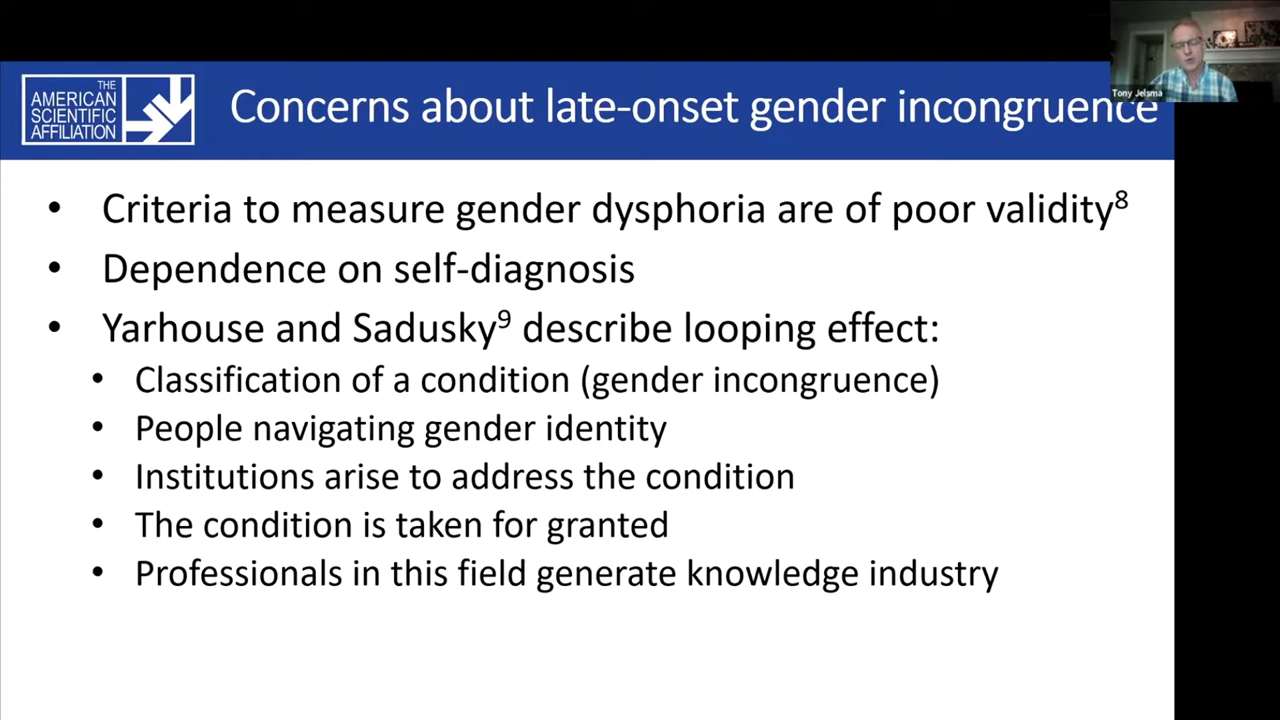 THE
AMERICAN
SCIENTIFIC
AFFILIATION
Concerns about late-onset gender incongruence
Tony Jelsma
• Criteria to measure gender dysphoria are of poor validity⁸
• Dependence on self-diagnosis
• Yarhouse and Sadusky⁹ describe looping effect:
• Classification of a condition (gender incongruence)
• People navigating gender identity
• Institutions arise to address the condition
• The condition is taken for granted
• Professionals in this field generate knowledge industry